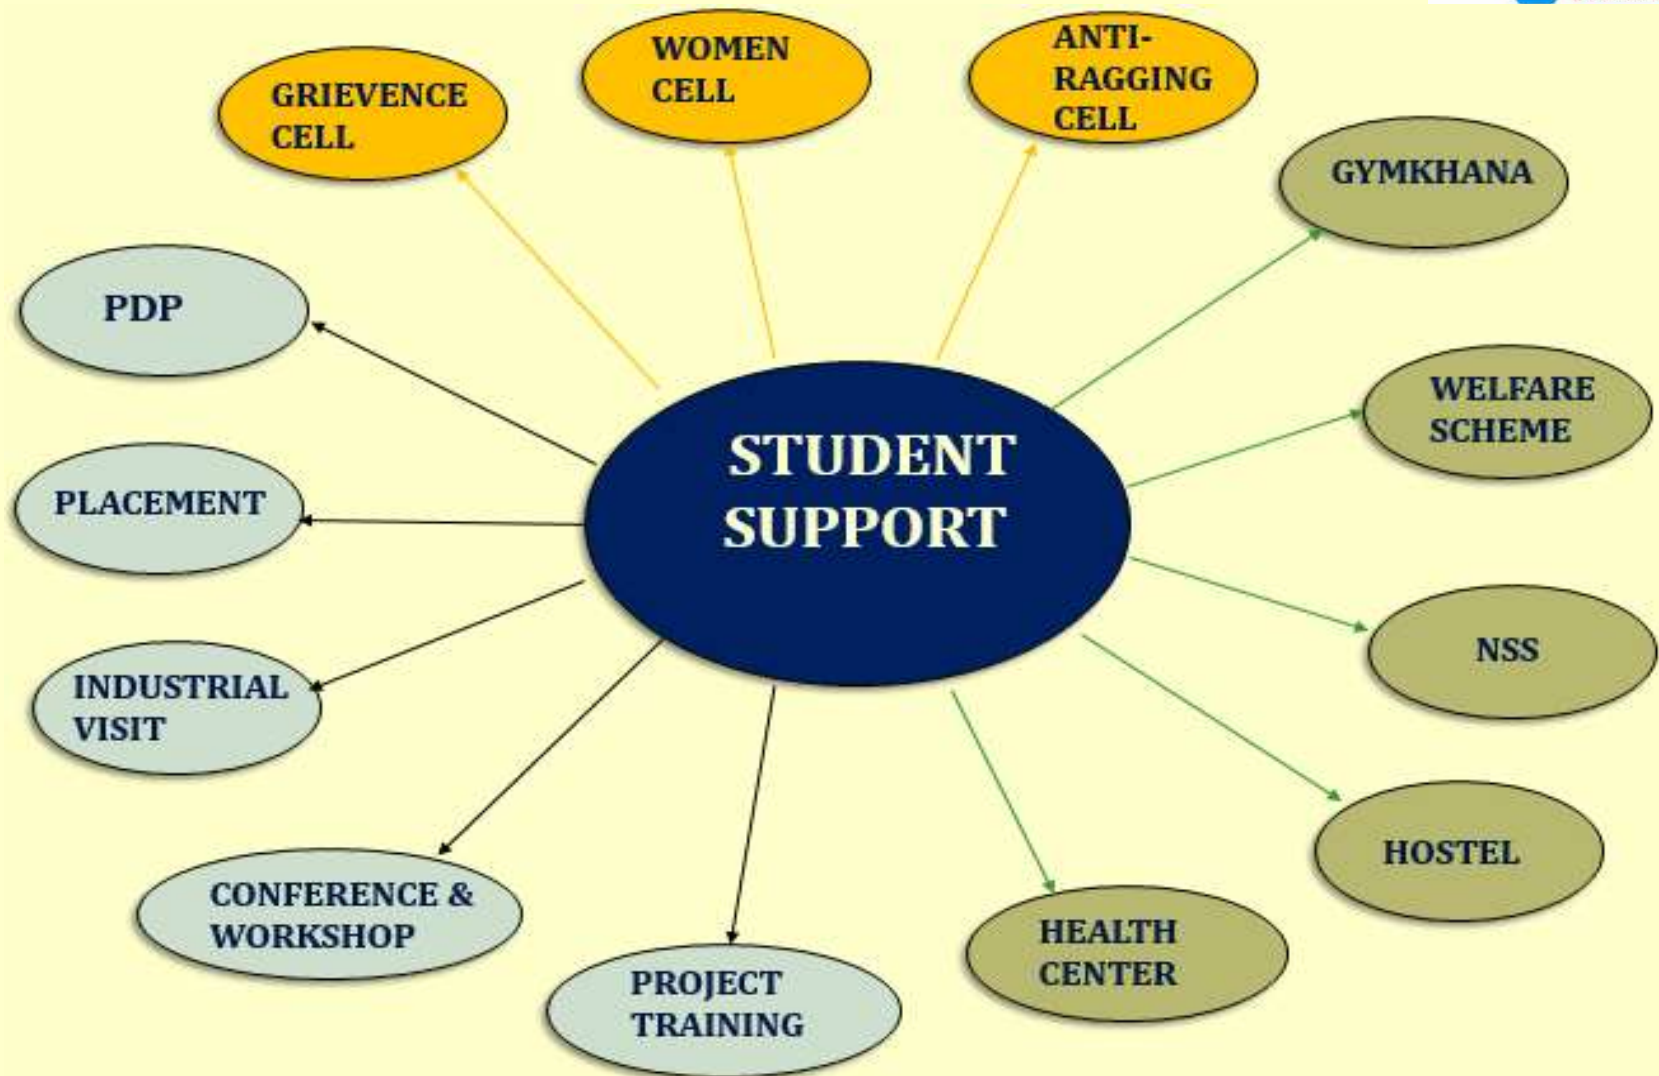 GRIEVENCE
CELL
WOMEN
CELL
ANTI-
RAGGING
CELL
GYMKHANA
PDP
WELFARE
SCHEME
STUDENT
SUPPORT
PLACEMENT
NSS
INDUSTRIAL
VISIT
HOSTEL
CONFERENCE &
WORKSHOP
HEALTH
CENTER
PROJECT
TRAINING